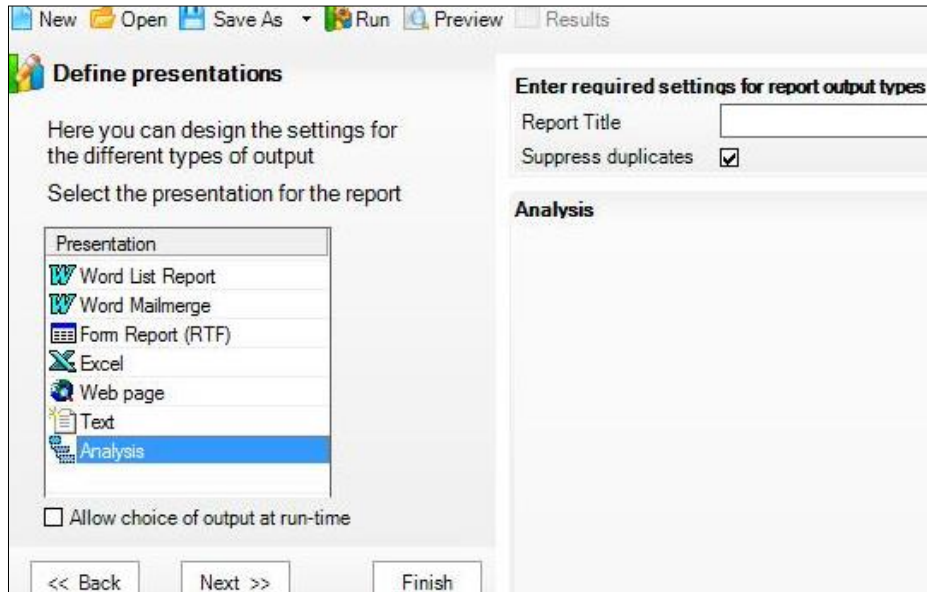 New Open Save As Run Preview Results
Define presentations
Here you can design the settings for
the different types of output
Select the presentation for the report
Presentation
Word List Report
Word Mailmerge
Form Report (RTF)
Excel
Web page
Text
Analysis
Allow choice of output at run-time
<< Back Next >> Finish
Enter required settings for report output types
Report Title
Suppress duplicates
Analysis